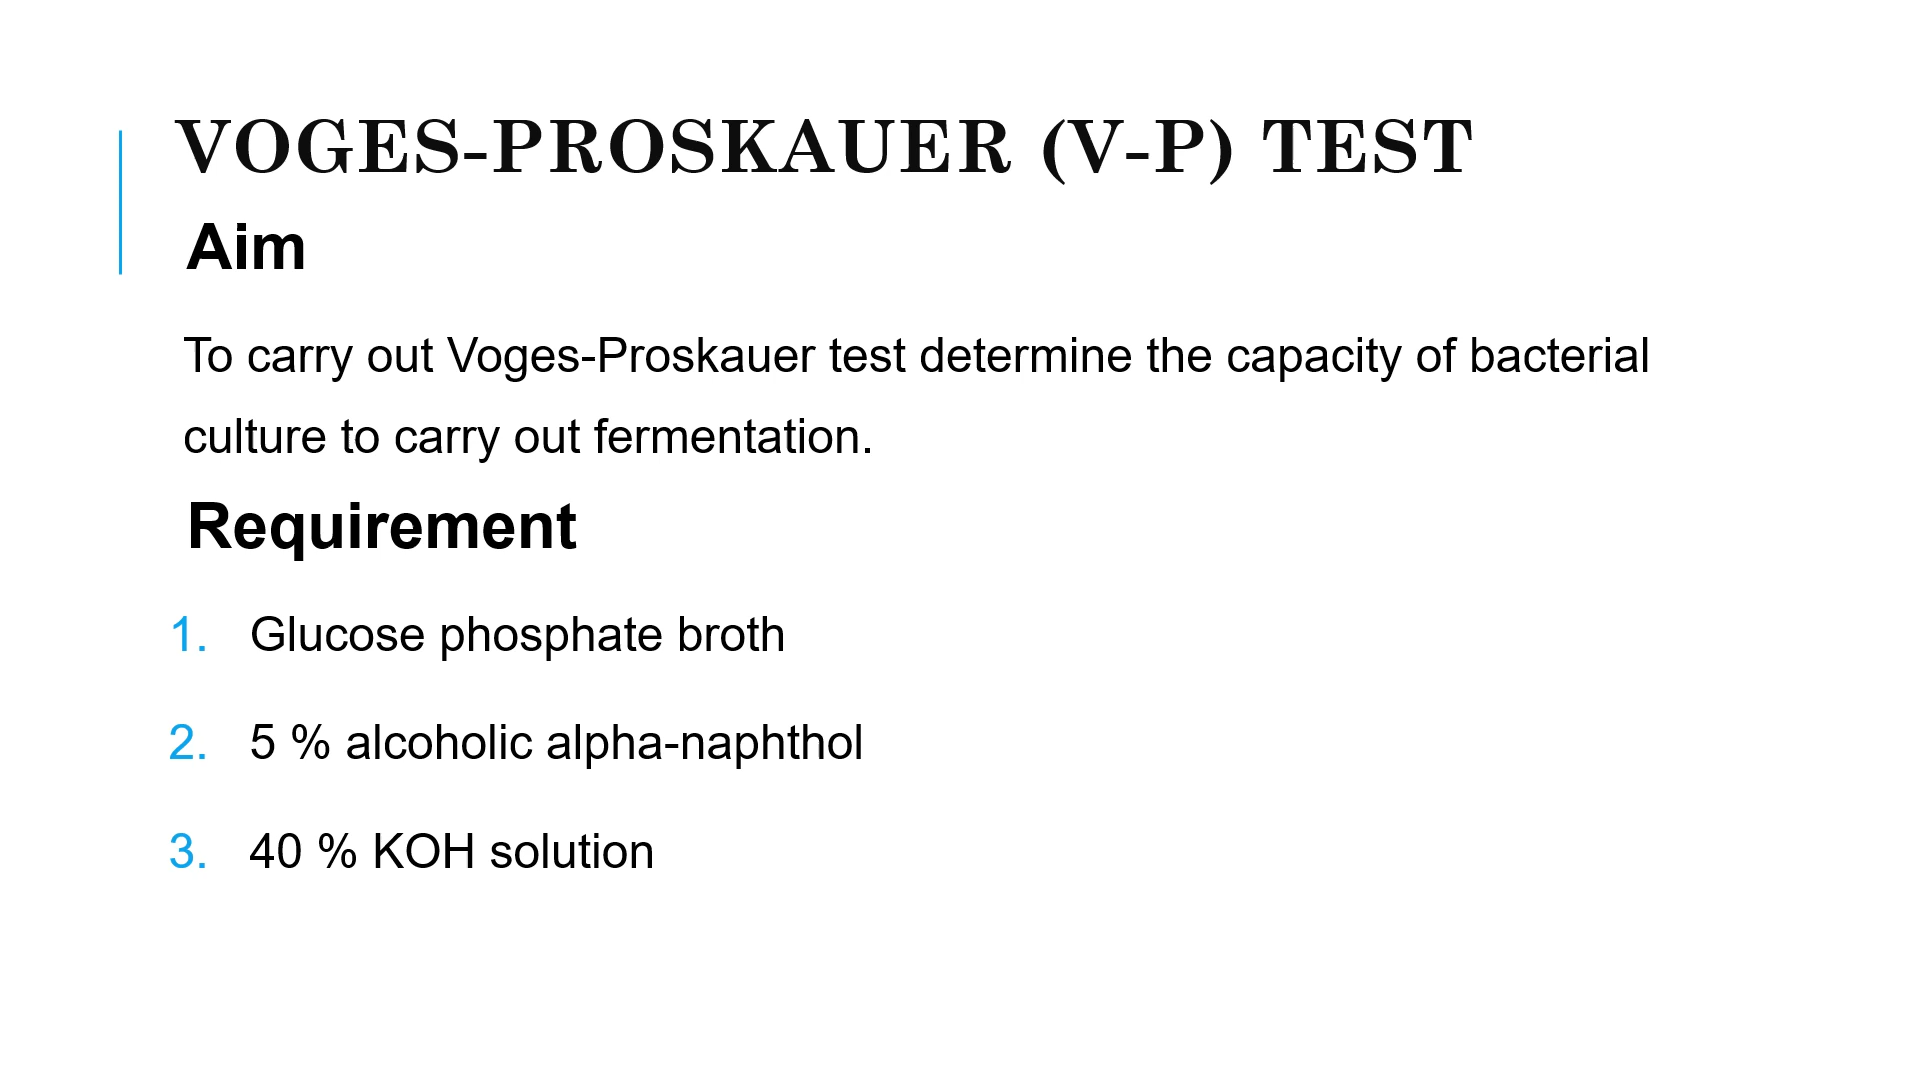 VOGES-PROSKAUER (V-P) TEST
Aim
To carry out Voges-Proskauer test determine the capacity of bacterial
culture to carry out fermentation.
Requirement
1. Glucose phosphate broth
2. 5 % alcoholic alpha-naphthol
3. 40 % KOH solution